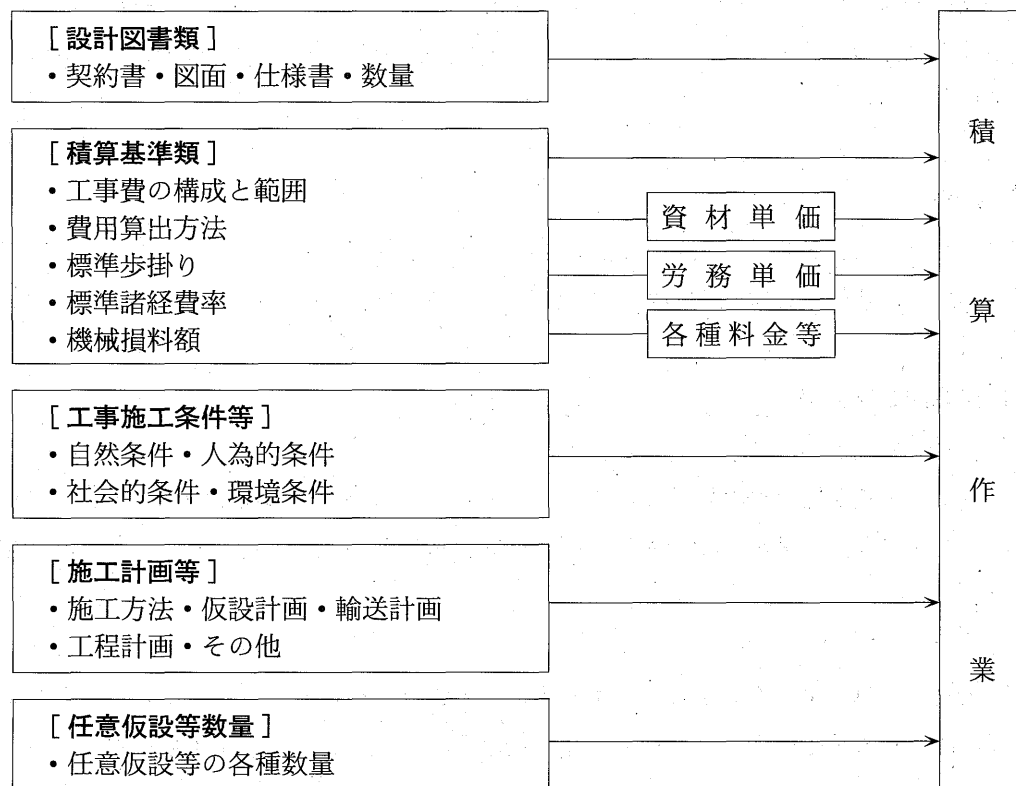 ［設計図書類］
・契約書・図面・仕様書・数量
［積算基準類］
・工事費の構成と範囲
・費用算出方法
・標準歩掛り
・標準諸経費率
・機械損料額
資材単価
労務単価
各種料金等
［工事施工条件等］
・自然条件・人為的条件
・社会的条件・環境条件
［施工計画等］
・施工方法・仮設計画・輸送計画
・工程計画・その他
［任意仮設等数量］
・任意仮設等の各種数量
積算作業